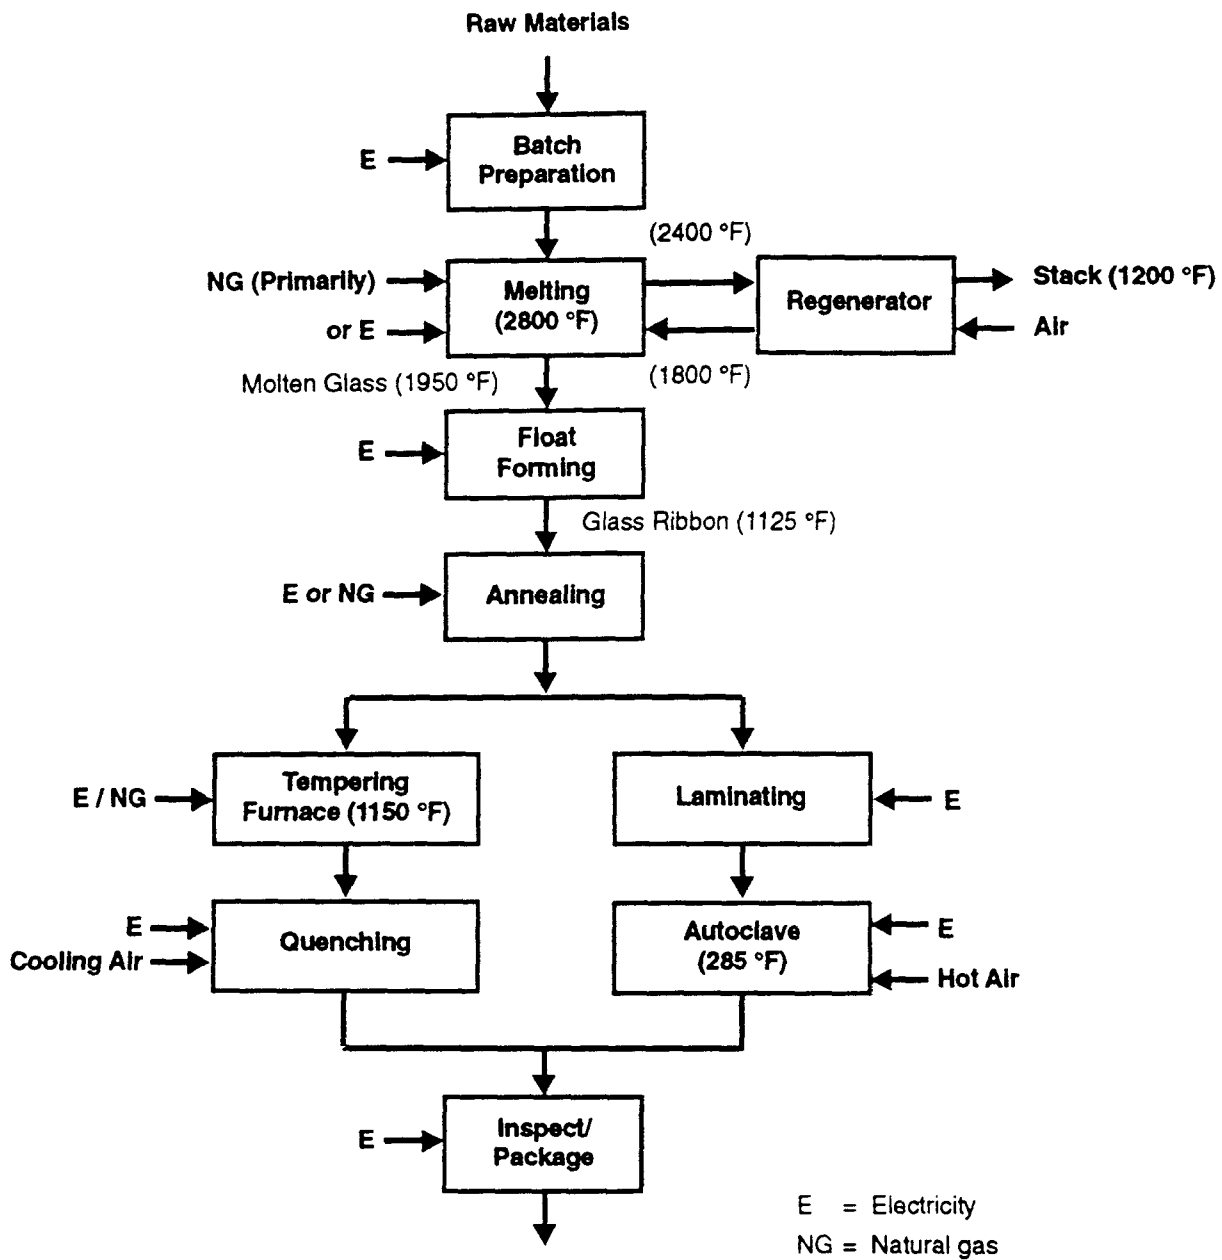 Raw Materials
E
Batch
Preparation
(2400 °F)
NG (Primarily)
or E
Melting
(2800 °F)
Regenerator
Stack (1200 °F)
Air
Molten Glass (1950 °F)
(1800 °F)
E
Float
Forming
Glass Ribbon (1125 °F)
E or NG
Annealing
E / NG
Tempering
Furnace (1150 °F)
Laminating
E
E
Cooling Air
Quenching
Autoclave
(285 °F)
E
Hot Air
E
Inspect/
Package
E = Electricity
NG = Natural gas